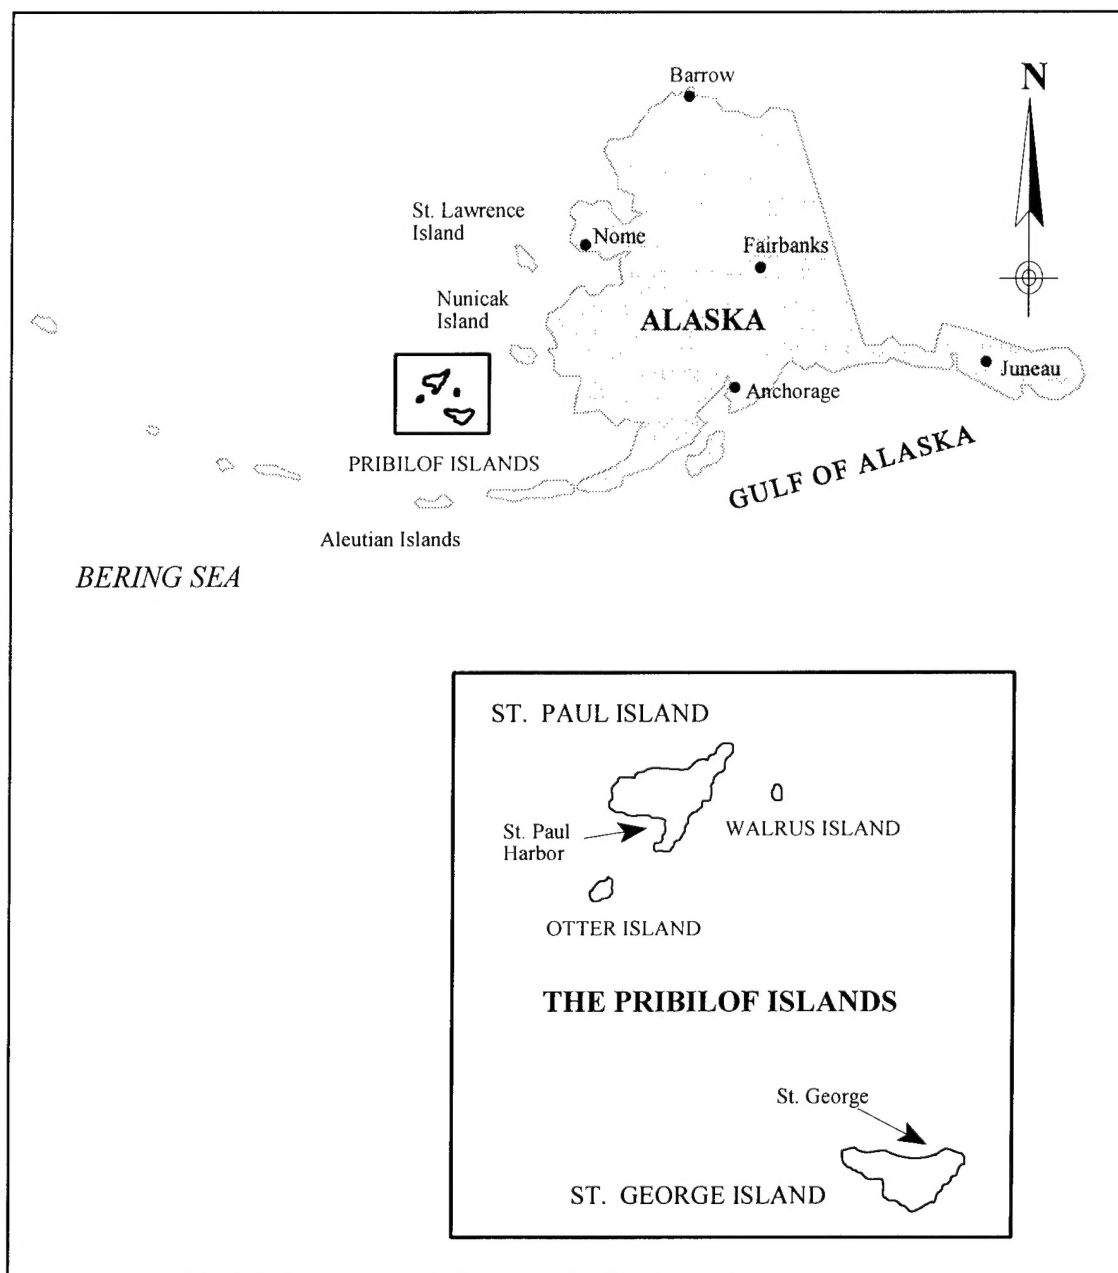 Barrow
N
St. Lawrence
Island
Nome
Fairbanks
Nunicak
Island
ALASKA
Juneau
Anchorage
PRIBILOF ISLANDS
GULF OF ALASKA
Aleutian Islands
BERING SEA
ST. PAUL ISLAND
St. Paul
Harbor
WALRUS ISLAND
OTTER ISLAND
THE PRIBILOF ISLANDS
St. George
ST. GEORGE ISLAND